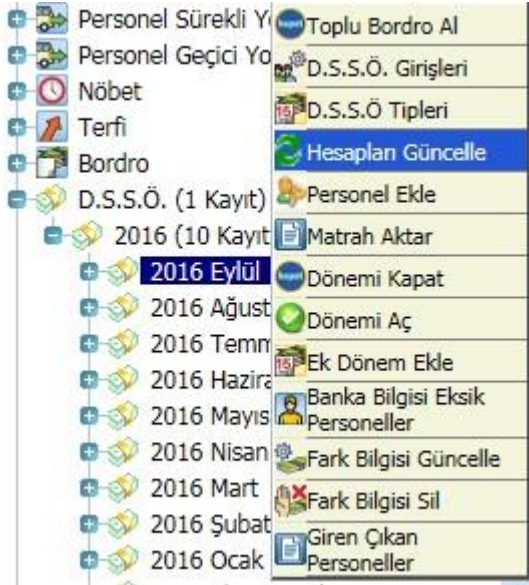 Personel Sürekli Y
Personel Geçici Yo
Nöbet
Terfi
Bordro
D.S.S.Ö. (1 Kayıt)
2016 (10 Kayıt
2016 Eylül
2016 Ağust
2016 Temm
2016 Hazira
2016 Mayıs
2016 Nisan
2016 Mart
2016 Şubat
2016 Ocak
Toplu Bordro Al
D.S.S.Ö. Girişleri
D.S.S.Ö Tipleri
Hesapları Güncelle
Personel Ekle
Matrah Aktar
Dönemi Kapat
Dönemi Aç
Ek Dönem Ekle
Banka Bilgisi Eksik
Personeller
Fark Bilgisi Güncelle
Fark Bilgisi Sil
Giren Çıkan
Personeller